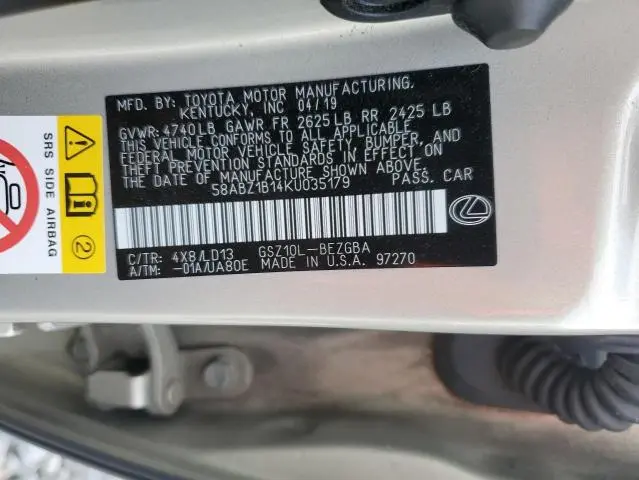 MFD. BY: TOYOTA MOTOR MANUFACTURING.
KENTUCKY, INC 04/19
GVWR: 4740LB GAWR FR 2625LB RR 2425 LB
THIS VEHICLE CONFORMS TO ALL APPLICABLE
FEDERAL MOTOR VEHICLE SAFETY, BUMPER, AND
THEFT PREVENTION STANDARDS IN EFFECT ON
THE DATE OF MANUFACTURE SHOWN ABOVE.
58ABZ1B14KU035179 PASS. CAR
C/TR: 4X8/LD13 GSZ10L-BEZGBA
A/TM: -01A/UA80E MADE IN U.S.A. 97270
SRS SIDE AIRBAG
2